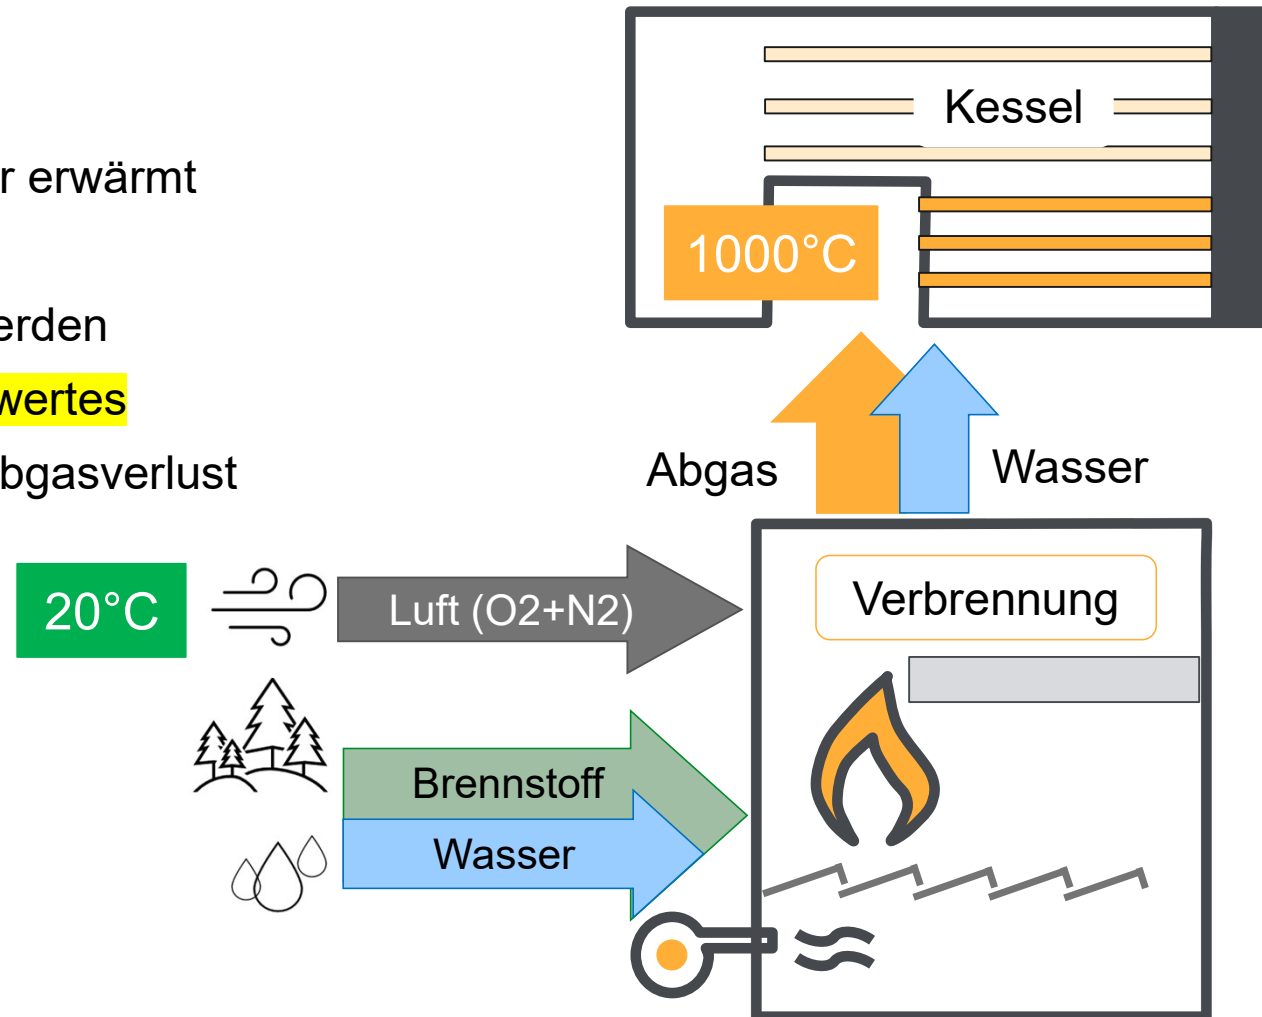 Kessel
r erwärmt
1000°C
erden
wertes
bgasverlust
Abgas
Wasser
20°C
Luft (O2+N2)
Verbrennung
Brennstoff
Wasser